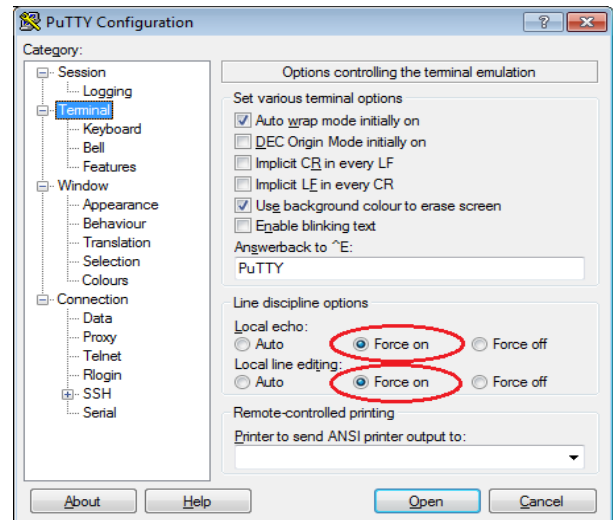 PuTTY Configuration
Category:
Session
Logging
Terminal
Keyboard
Bell
Features
Window
Appearance
Behaviour
Translation
Selection
Colours
Connection
Data
Proxy
Telnet
Rlogin
SSH
Serial
Options controlling the terminal emulation
Set various terminal options
Auto wrap mode initially on
DEC Origin Mode initially on
Implicit CR in every LF
Implicit LF in every CR
Use background colour to erase screen
Enable blinking text
Answerback to ^E:
PuTTY
Line discipline options
Local echo:
Auto Force on Force off
Local line editing:
Auto Force on Force off
Remote-controlled printing
Printer to send ANSI printer output to:
About Help Open Cancel